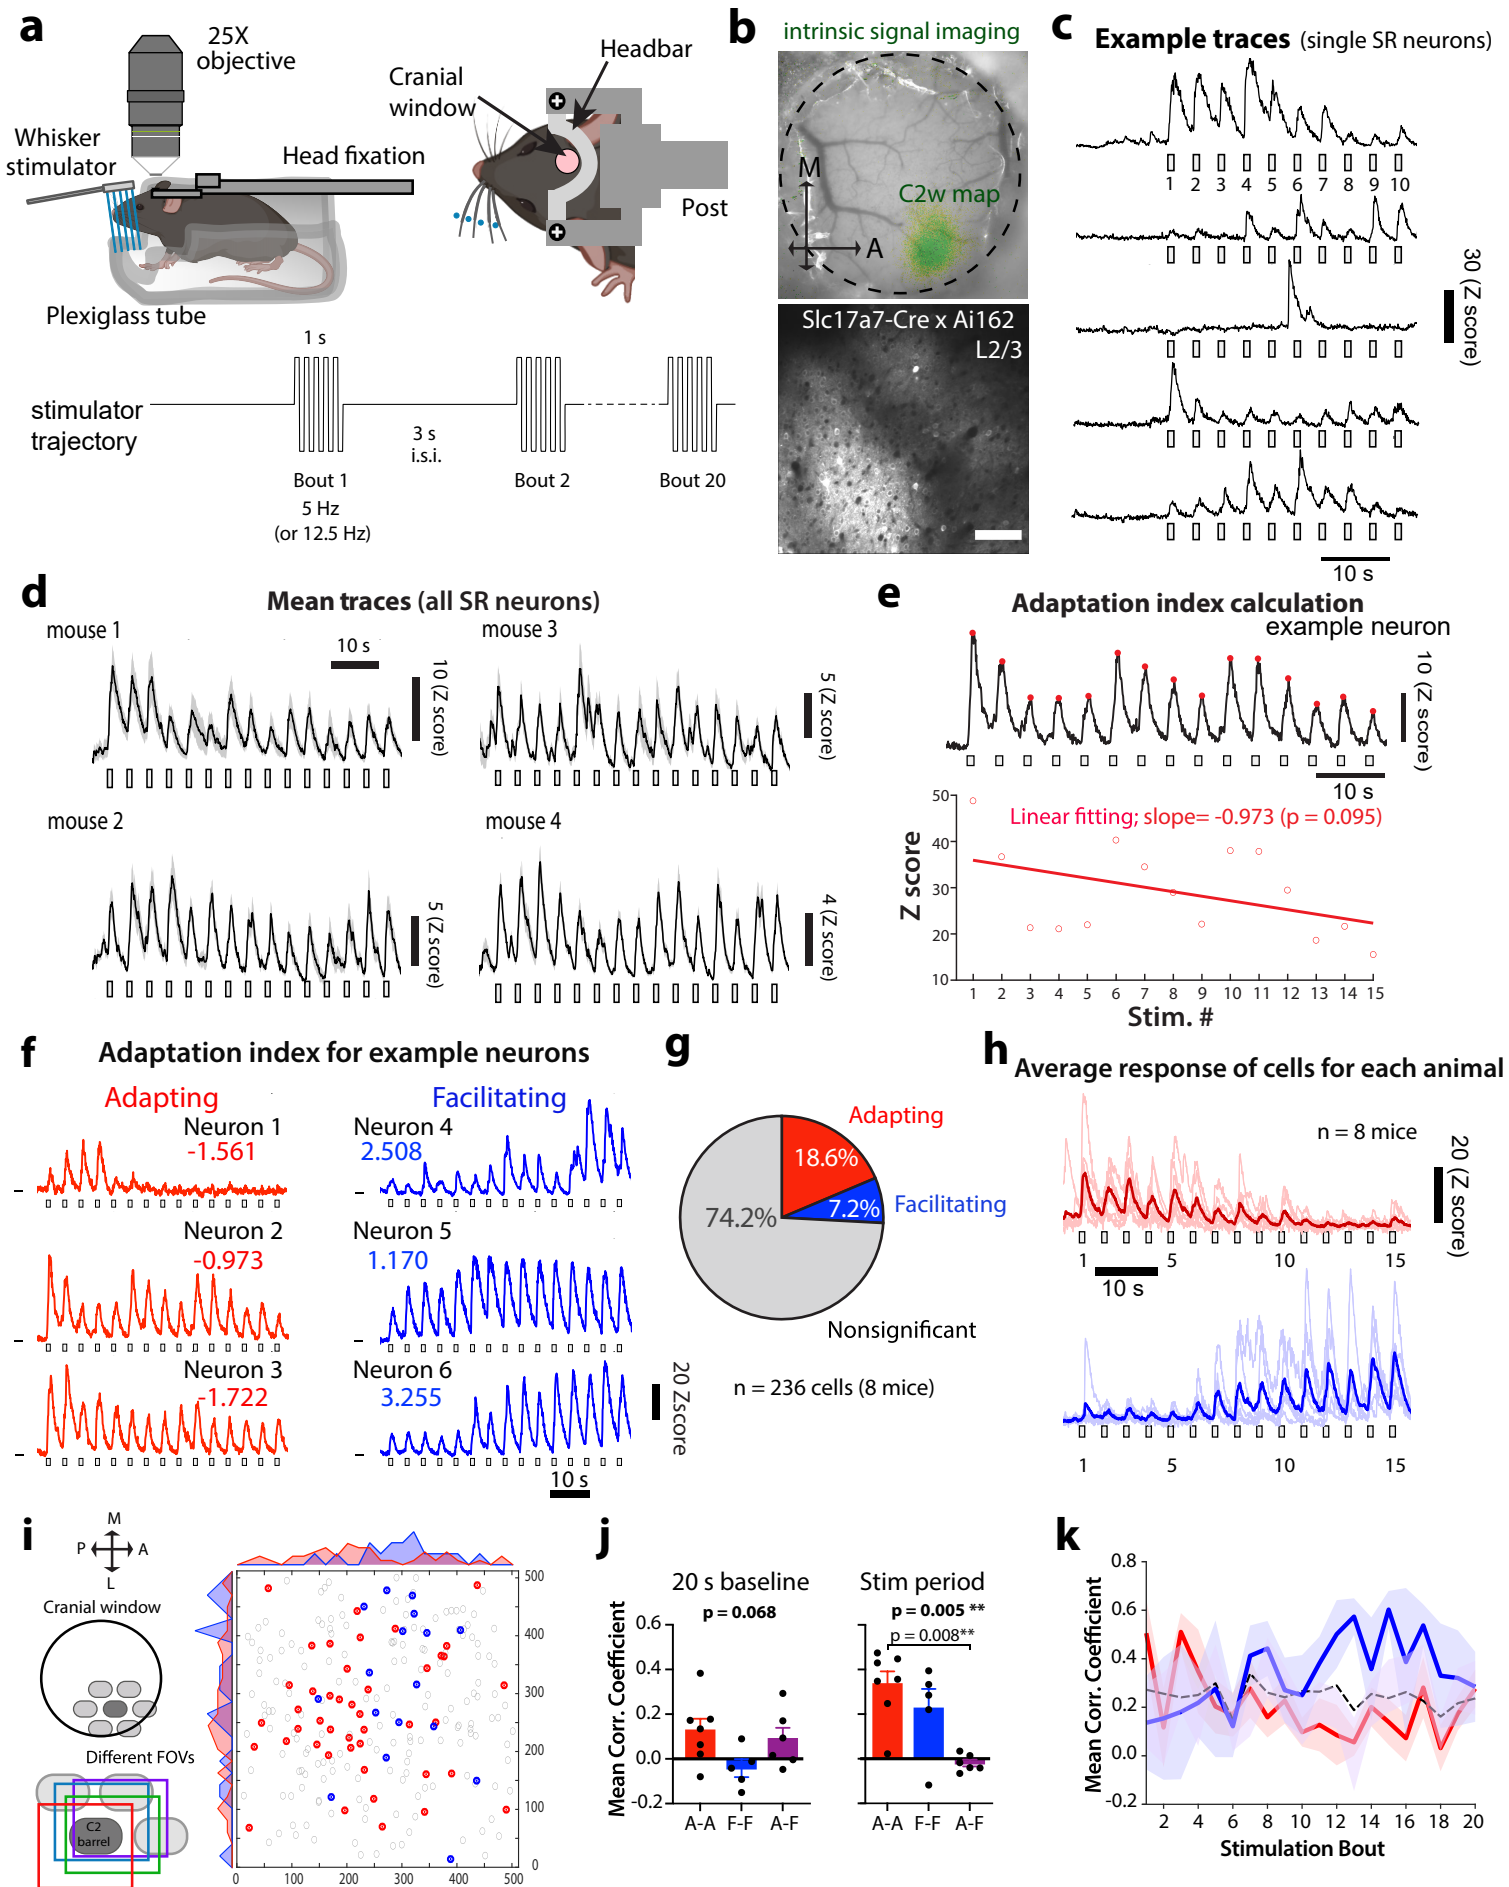 a
25X
objective
Headbar
Cranial
window
Whisker
stimulator
Head fixation
Post
Plexiglass tube
1 s
stimulator
trajectory
3 s
i.s.i.
Bout 1
Bout 2
Bout 20
5 Hz
(or 12.5 Hz)
b
intrinsic signal imaging
M
C2w map
A
Slc17a7-Cre x Ai162
L2/3
c
Example traces (single SR neurons)
1 2 3 4 5 6 7 8 9 10
30 (Z score)
10 s
d
Mean traces (all SR neurons)
mouse 1
10 s
10 (Z score)
mouse 3
5 (Z score)
mouse 2
5 (Z score)
mouse 4
4 (Z score)
e
Adaptation index calculation
example neuron
10 (Z score)
10 s
Linear fitting; slope= -0.973 (p = 0.095)
Z score
50
40
30
20
10
1 2 3 4 5 6 7 8 9 10 11 12 13 14 15
Stim. #
f
Adaptation index for example neurons
Adapting
Facilitating
Neuron 1
-1.561
Neuron 4
2.508
Neuron 2
-0.973
Neuron 5
1.170
Neuron 3
-1.722
Neuron 6
3.255
20 Zscore
10 s
g
Adapting
18.6%
7.2%
Facilitating
74.2%
Nonsignificant
n = 236 cells (8 mice)
h
Average response of cells for each animal
n = 8 mice
20 (Z score)
1 5 10 15
10 s
1 5 10 15
i
M
P A
L
Cranial window
Different FOVs
C2
barrel
500
400
300
200
100
0
0 100 200 300 400 500
j
20 s baseline
p = 0.068
Stim period
p = 0.005 **
p = 0.008**
Mean Corr. Coefficient
0.6
0.4
0.2
0.0
-0.2
A-A F-F A-F
A-A F-F A-F
k
Mean Corr. Coefficient
0.8
0.6
0.4
0.2
0.0
-0.2
2 4 6 8 10 12 14 16 18 20
Stimulation Bout